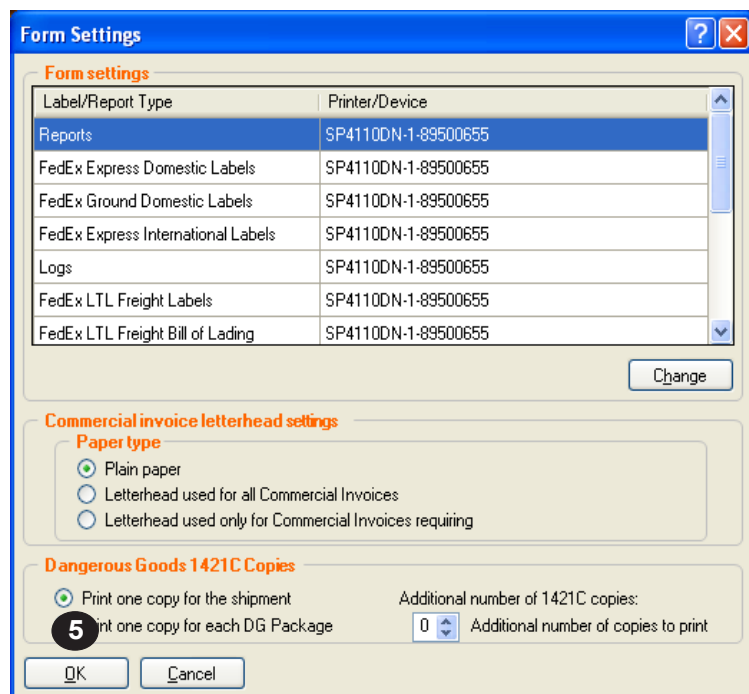 Form Settings
Form settings
Label/Report Type Printer/Device
Reports SP4110DN-1-89500655
FedEx Express Domestic Labels SP4110DN-1-89500655
FedEx Ground Domestic Labels SP4110DN-1-89500655
FedEx Express International Labels SP4110DN-1-89500655
Logs SP4110DN-1-89500655
FedEx LTL Freight Labels SP4110DN-1-89500655
FedEx LTL Freight Bill of Lading SP4110DN-1-89500655
Change
Commercial invoice letterhead settings
Paper type
Plain paper
Letterhead used for all Commercial Invoices
Letterhead used only for Commercial Invoices requiring
Dangerous Goods 1421C Copies
Print one copy for the shipment Additional number of 1421C copies:
5 int one copy for each DG Package 0 Additional number of copies to print
OK Cancel